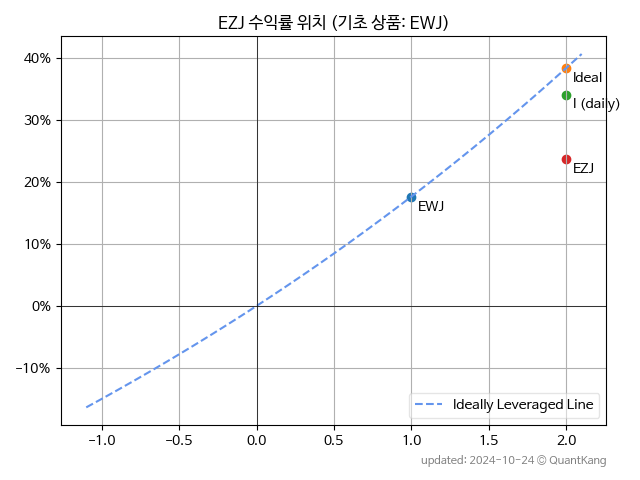 EZJ 수익률 위치 (기초 상품: EWJ)
40%
30%
20%
10%
0%
−10%
Ideal
I (daily)
EZJ
EWJ
Ideally Leveraged Line
−1.0 −0.5 0.0 0.5 1.0 1.5 2.0
updated: 2024-10-24 © QuantKang